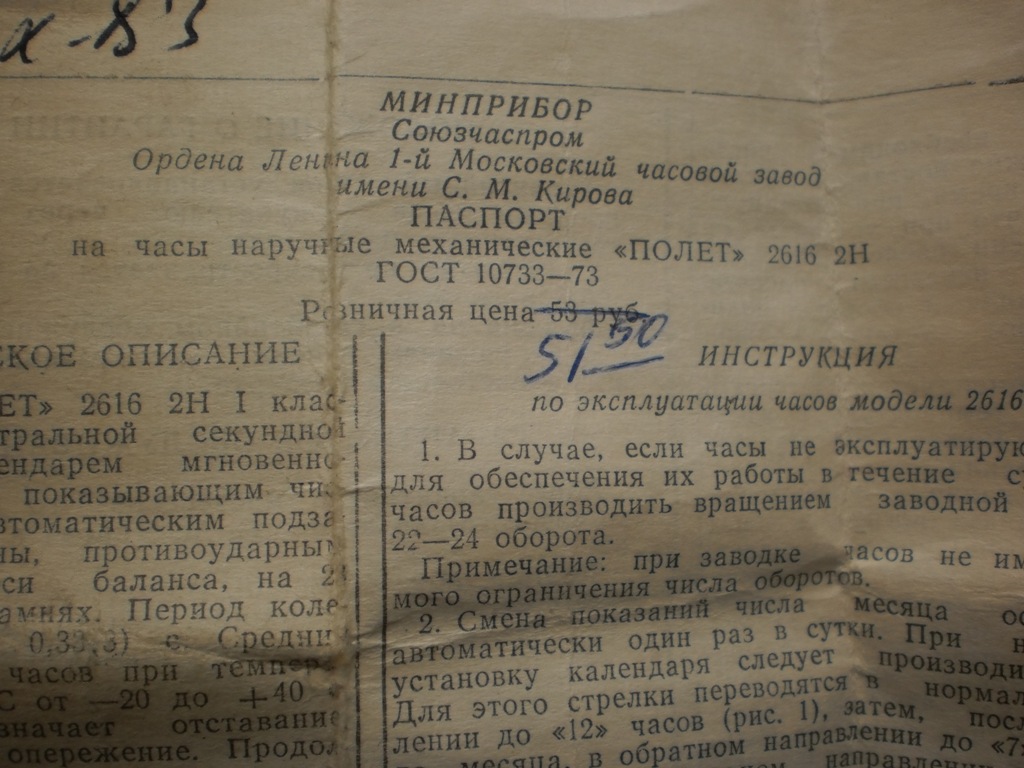 X-83
МИНПРИБОР
Союзчаспром
Ордена Ленина 1-й Московский часовой завод
имени С. М. Кирова
ПАСПОРТ
на часы наручные механические «ПОЛЕТ» 2616 2Н
ГОСТ 10733—73
Розничная цена 53 руб.
51 50
СКОЕ ОПИСАНИЕ
ЕТ» 2616 2Н I клас-
тральной секундной
ендарем мгновенно
показывающим чис
втоматическим подза
ны, противоударным
си баланса, на
амнях. Период коле
0,33,3) с. Средни
часов при темпера
С от —20 до +40
значает отставание
опережение. Продол
ИНСТРУКЦИЯ
по эксплуатации часов модели 2616
1. В случае, если часы не эксплуатирую
для обеспечения их работы в течение с
часов производить вращением заводной
22—24 оборота.
Примечание: при заводке часов не им
мого ограничения числа оборотов.
2. Смена показаний числа месяца ос
автоматически один раз в сутки. При н
установку календаря следует производи
Для этого стрелки переводятся в нормал
лении до «12» часов (рис. 1), затем, посл
месяца, в обратном направлении до «7»
направлении